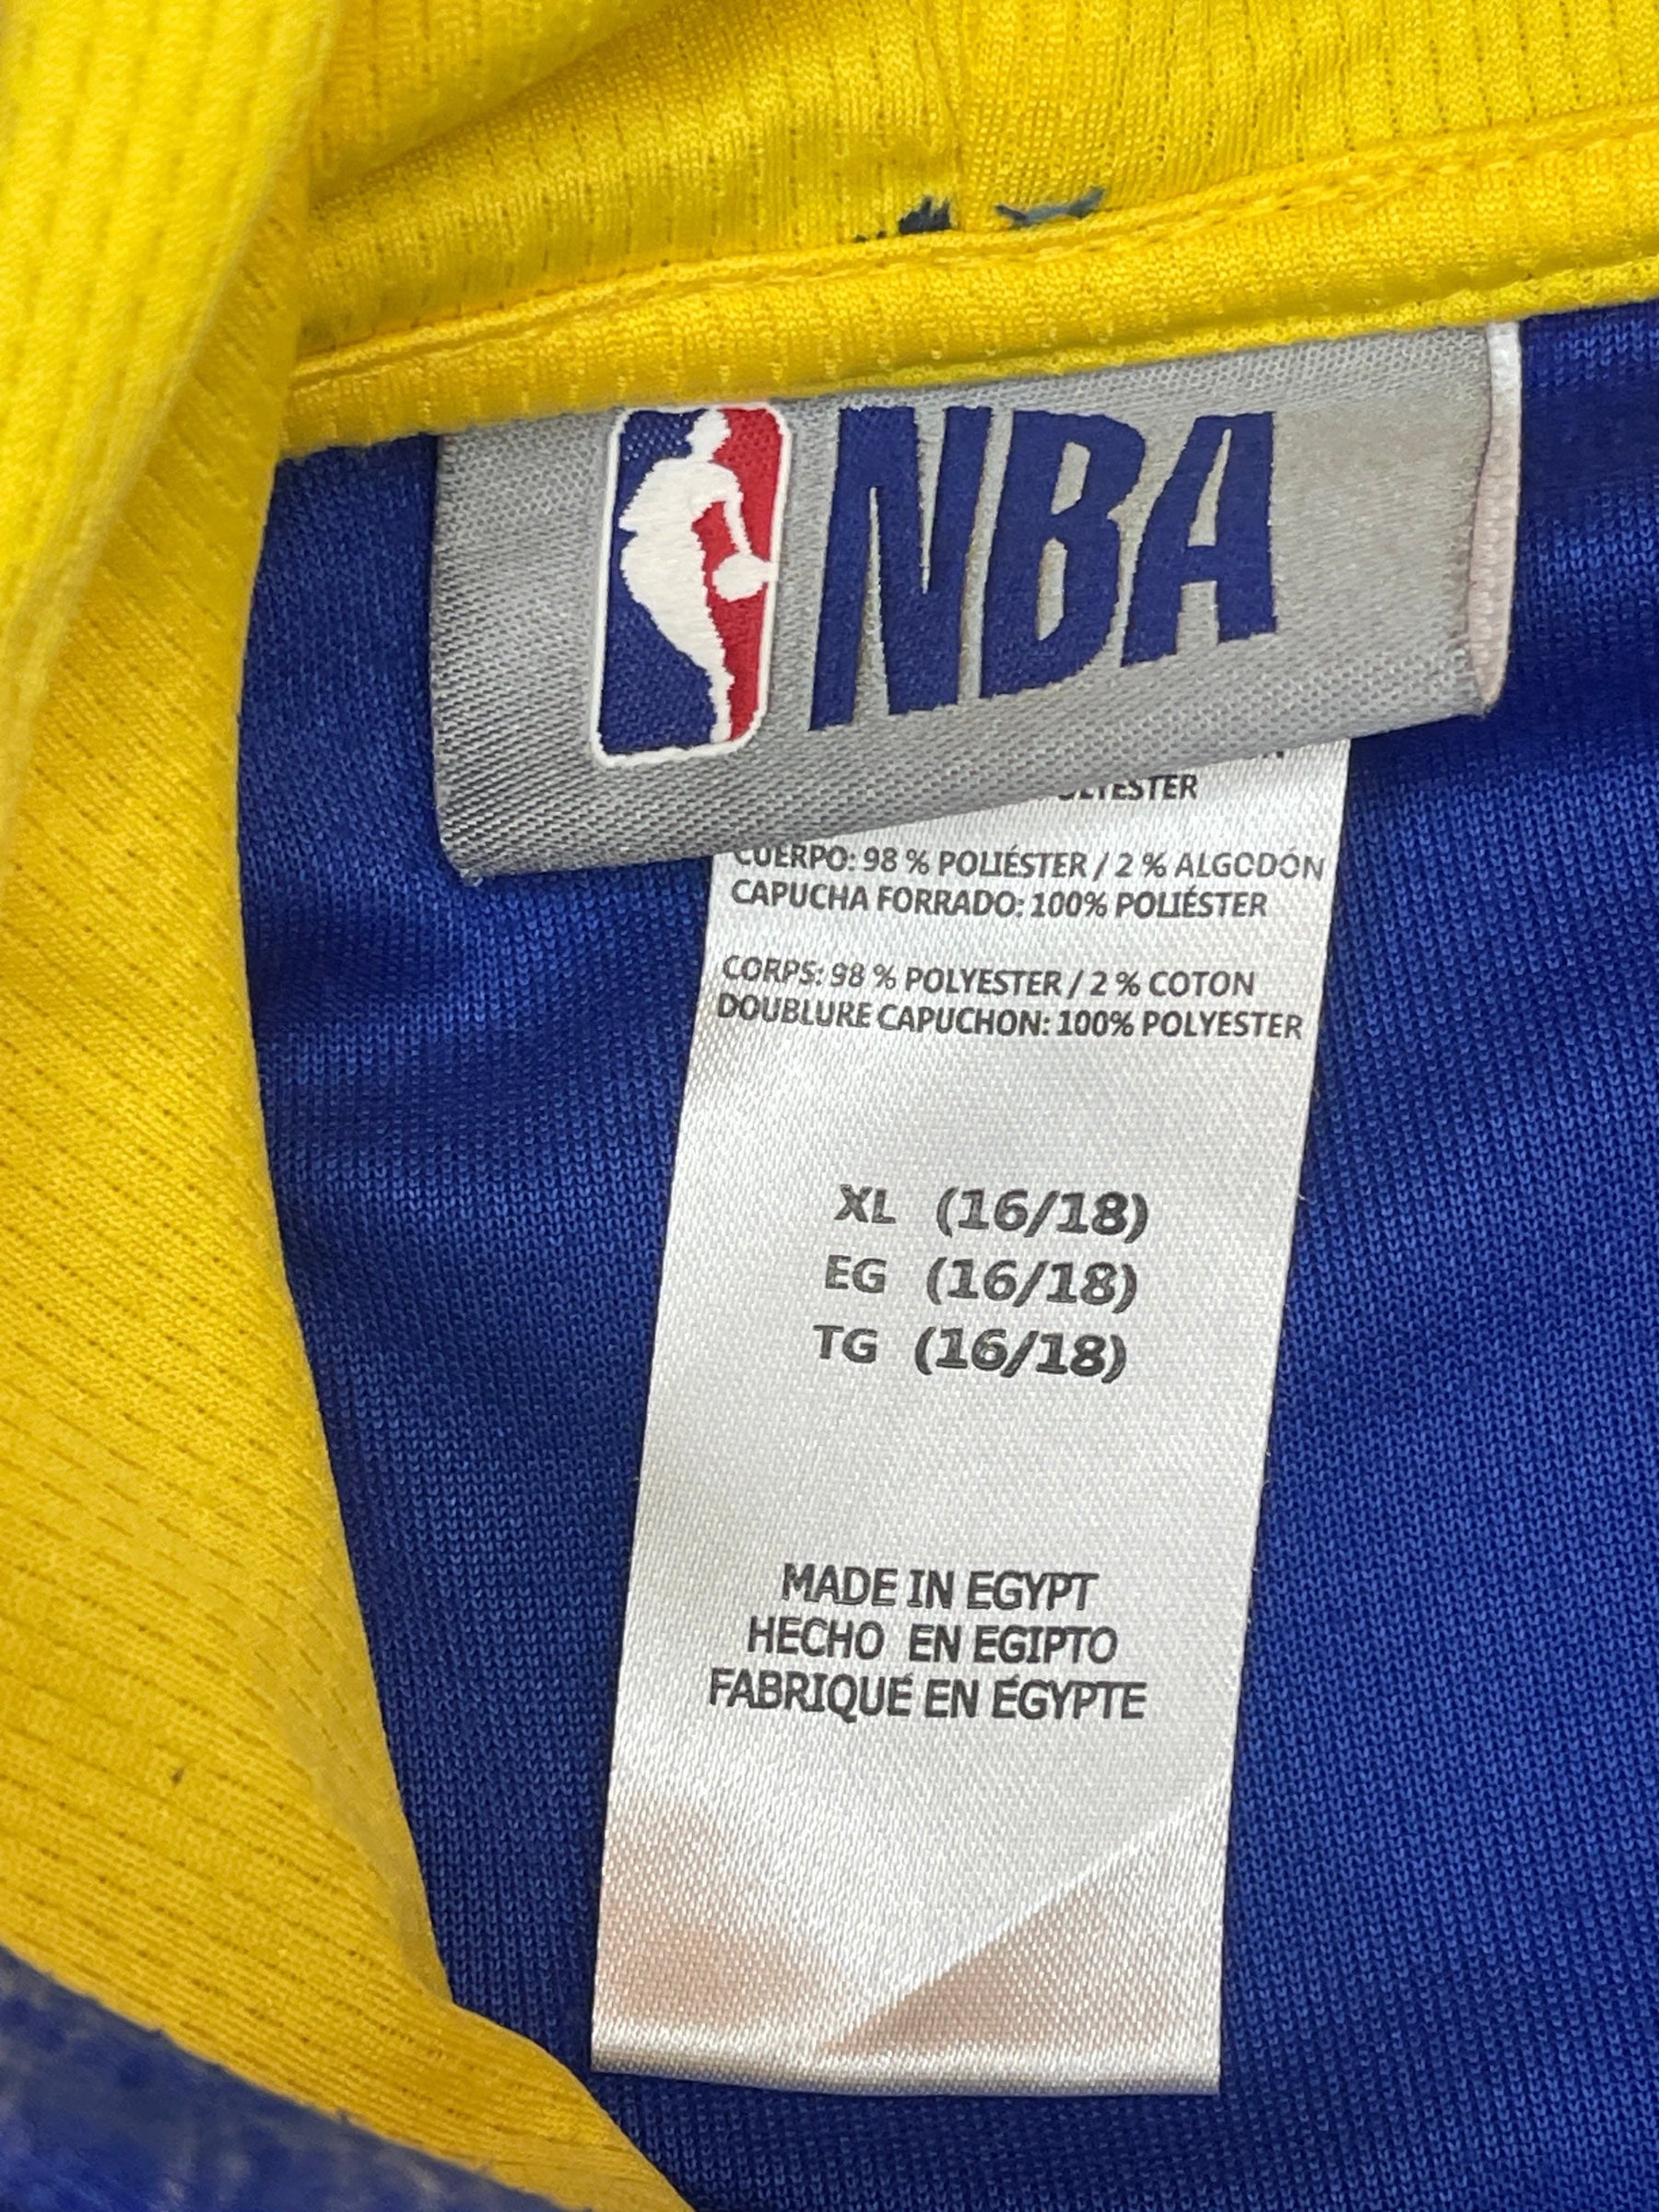 NBA
CUERPO: 98 % POLIÉSTER / 2 % ALGODÓN
CAPUCHA FORRADO: 100% POLIÉSTER
CORPS: 98 % POLYESTER / 2 % COTON
DOUBLURE CAPUCHON: 100% POLYESTER
XL (16/18)
EG (16/18)
TG (16/18)
MADE IN EGYPT
HECHO EN EGIPTO
FABRIQUÉ EN ÉGYPTE